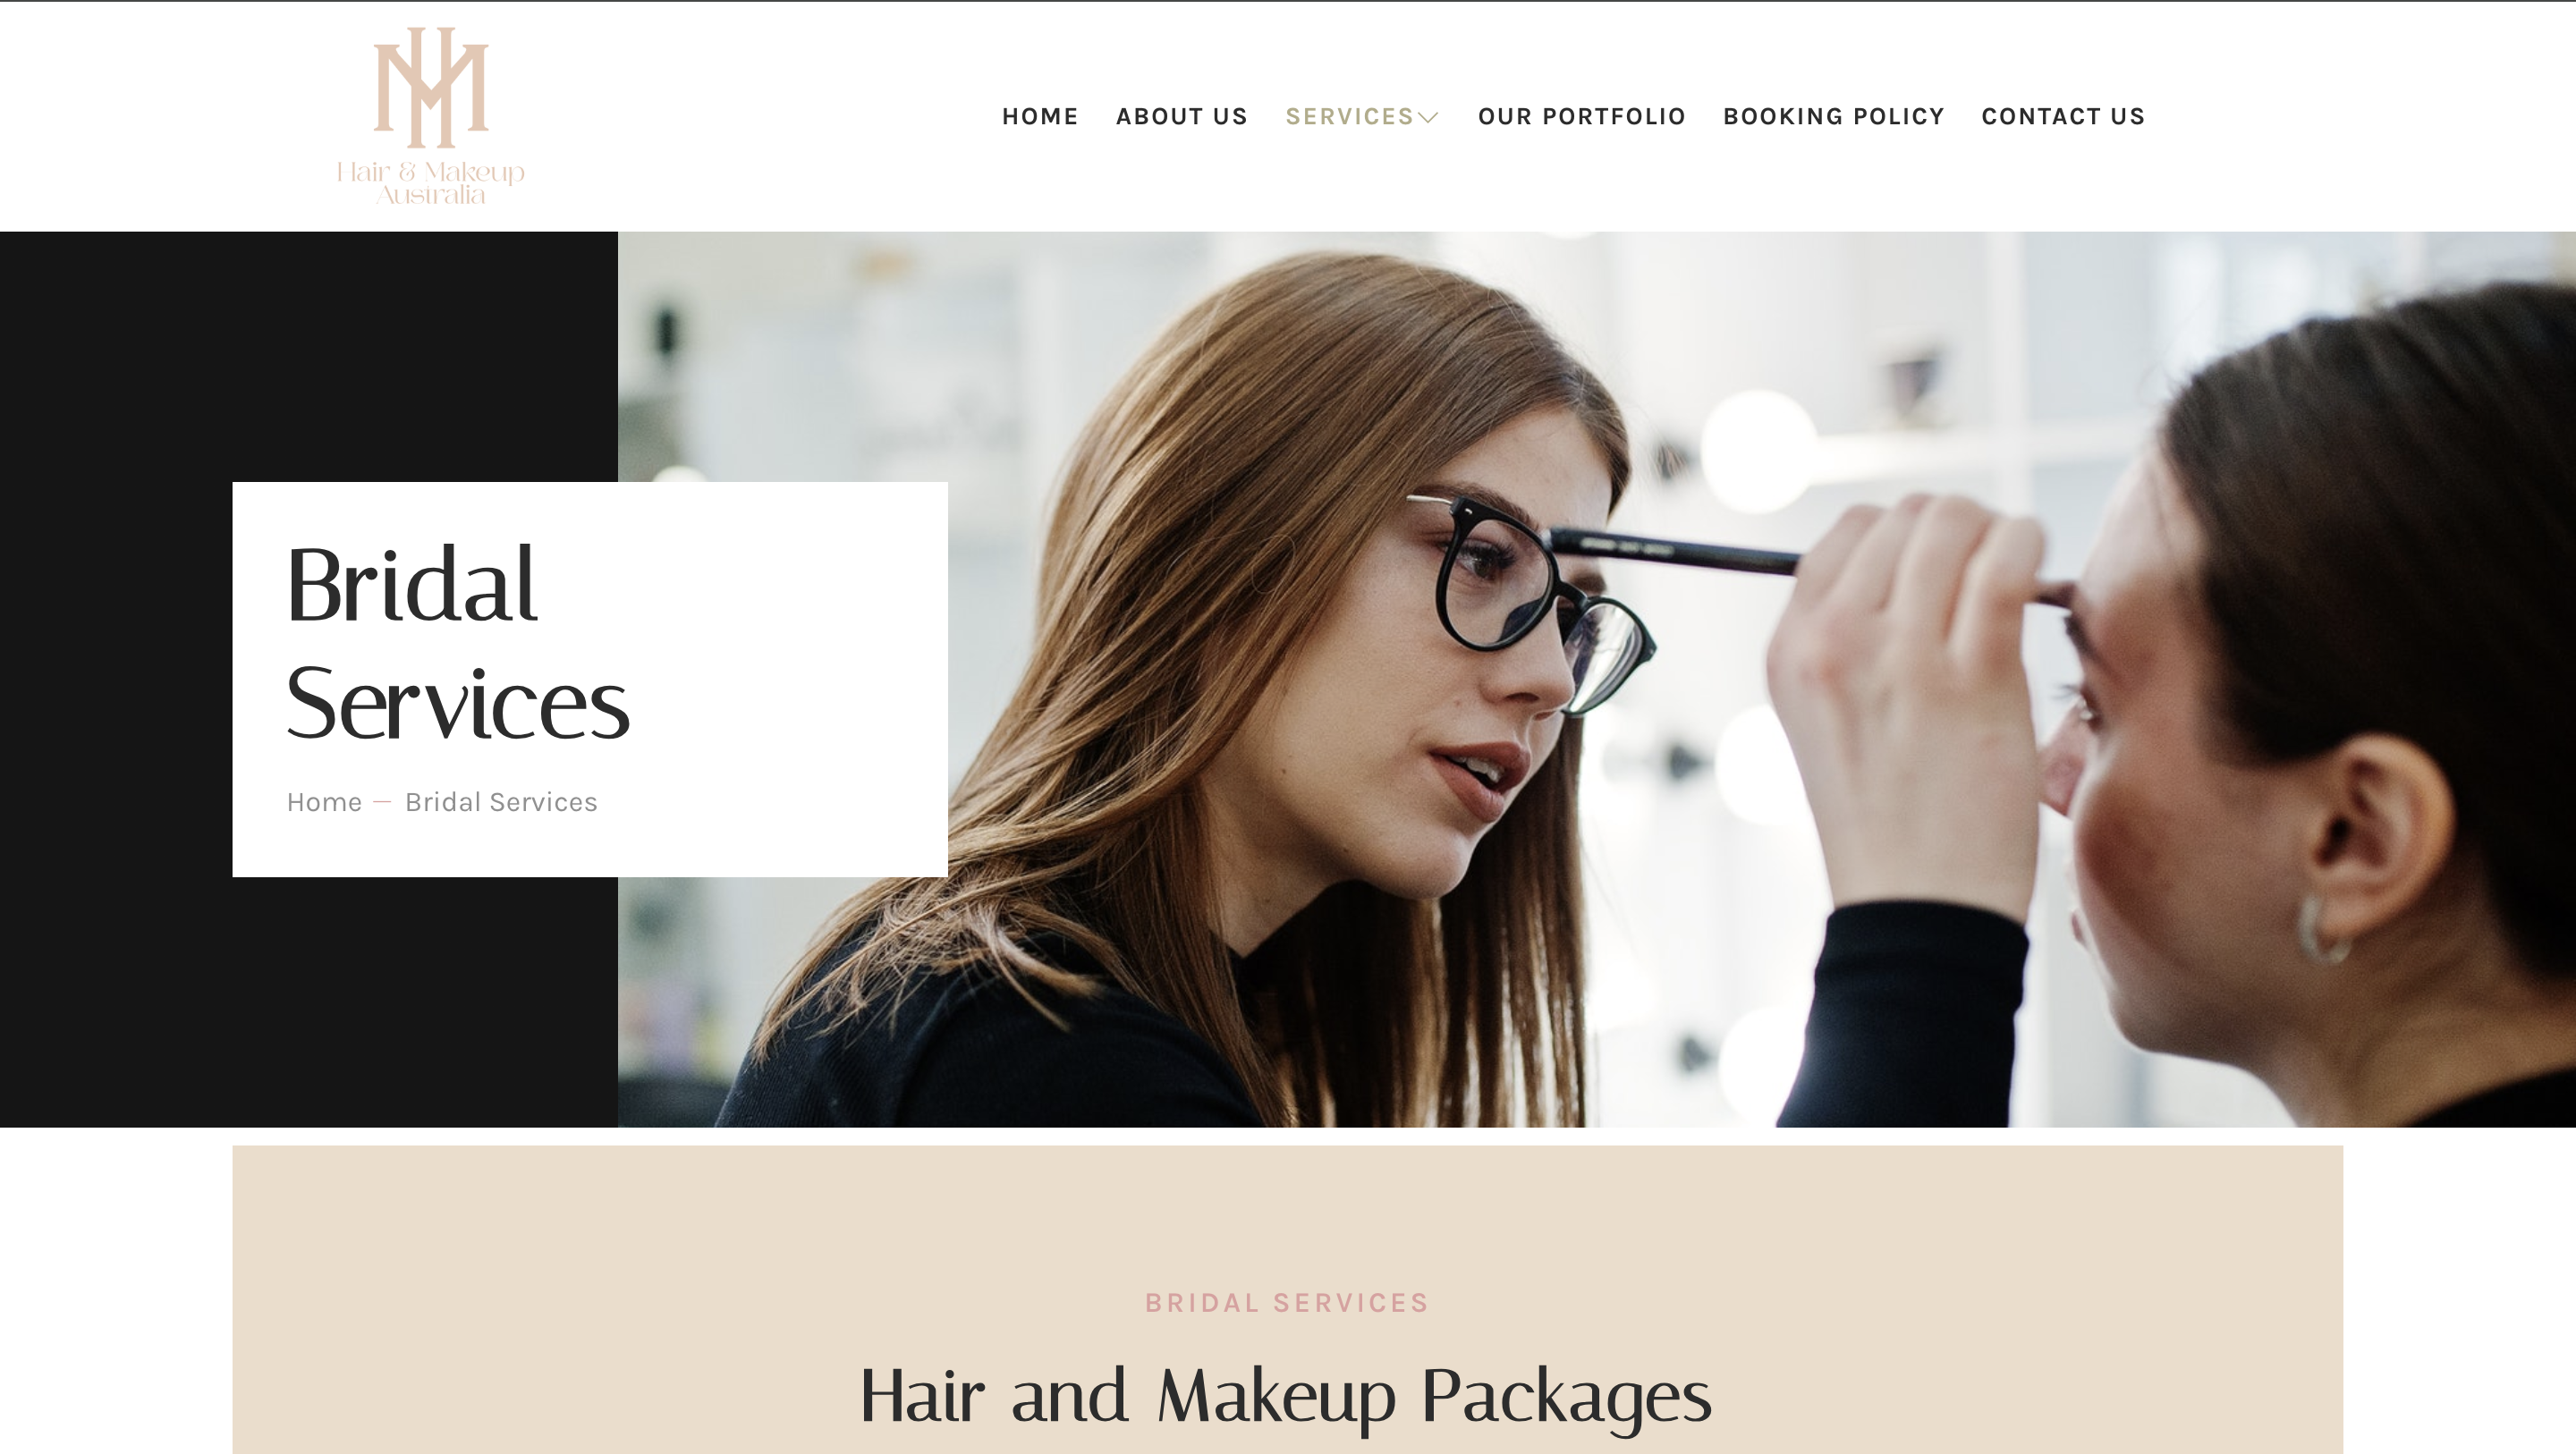 Hair & Makeup
Australia
HOME ABOUT US SERVICES OUR PORTFOLIO BOOKING POLICY CONTACT US
Bridal
Services
Home — Bridal Services
BRIDAL SERVICES
Hair and Makeup Packages